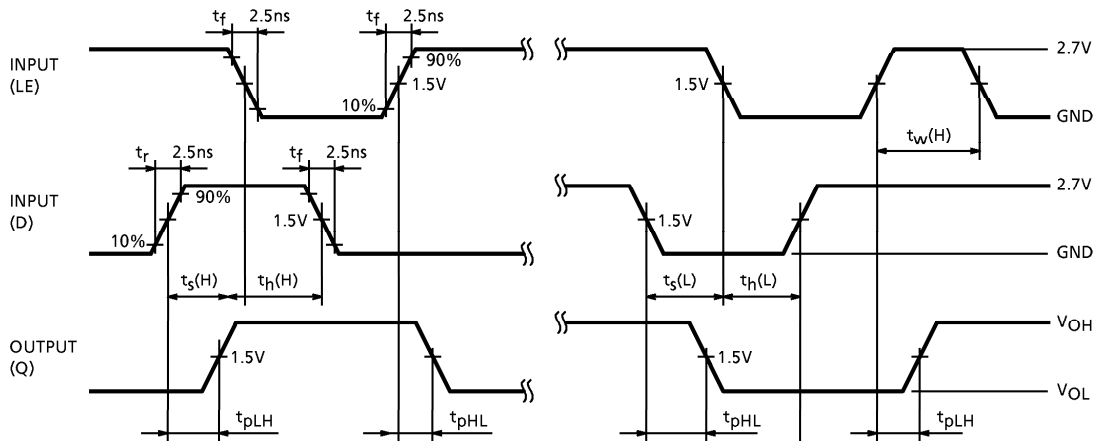 tf 2.5ns tf 2.5ns
INPUT
(LE)
90%
1.5V
10%
1.5V
2.7V
GND
tw(H)
tr 2.5ns tf 2.5ns
INPUT
(D)
90%
10%
1.5V
1.5V
2.7V
GND
ts(H) th(H) ts(L) th(L)
OUTPUT
(Q)
1.5V
1.5V
VOH
VOL
tpLH tpHL tpHL tpLH